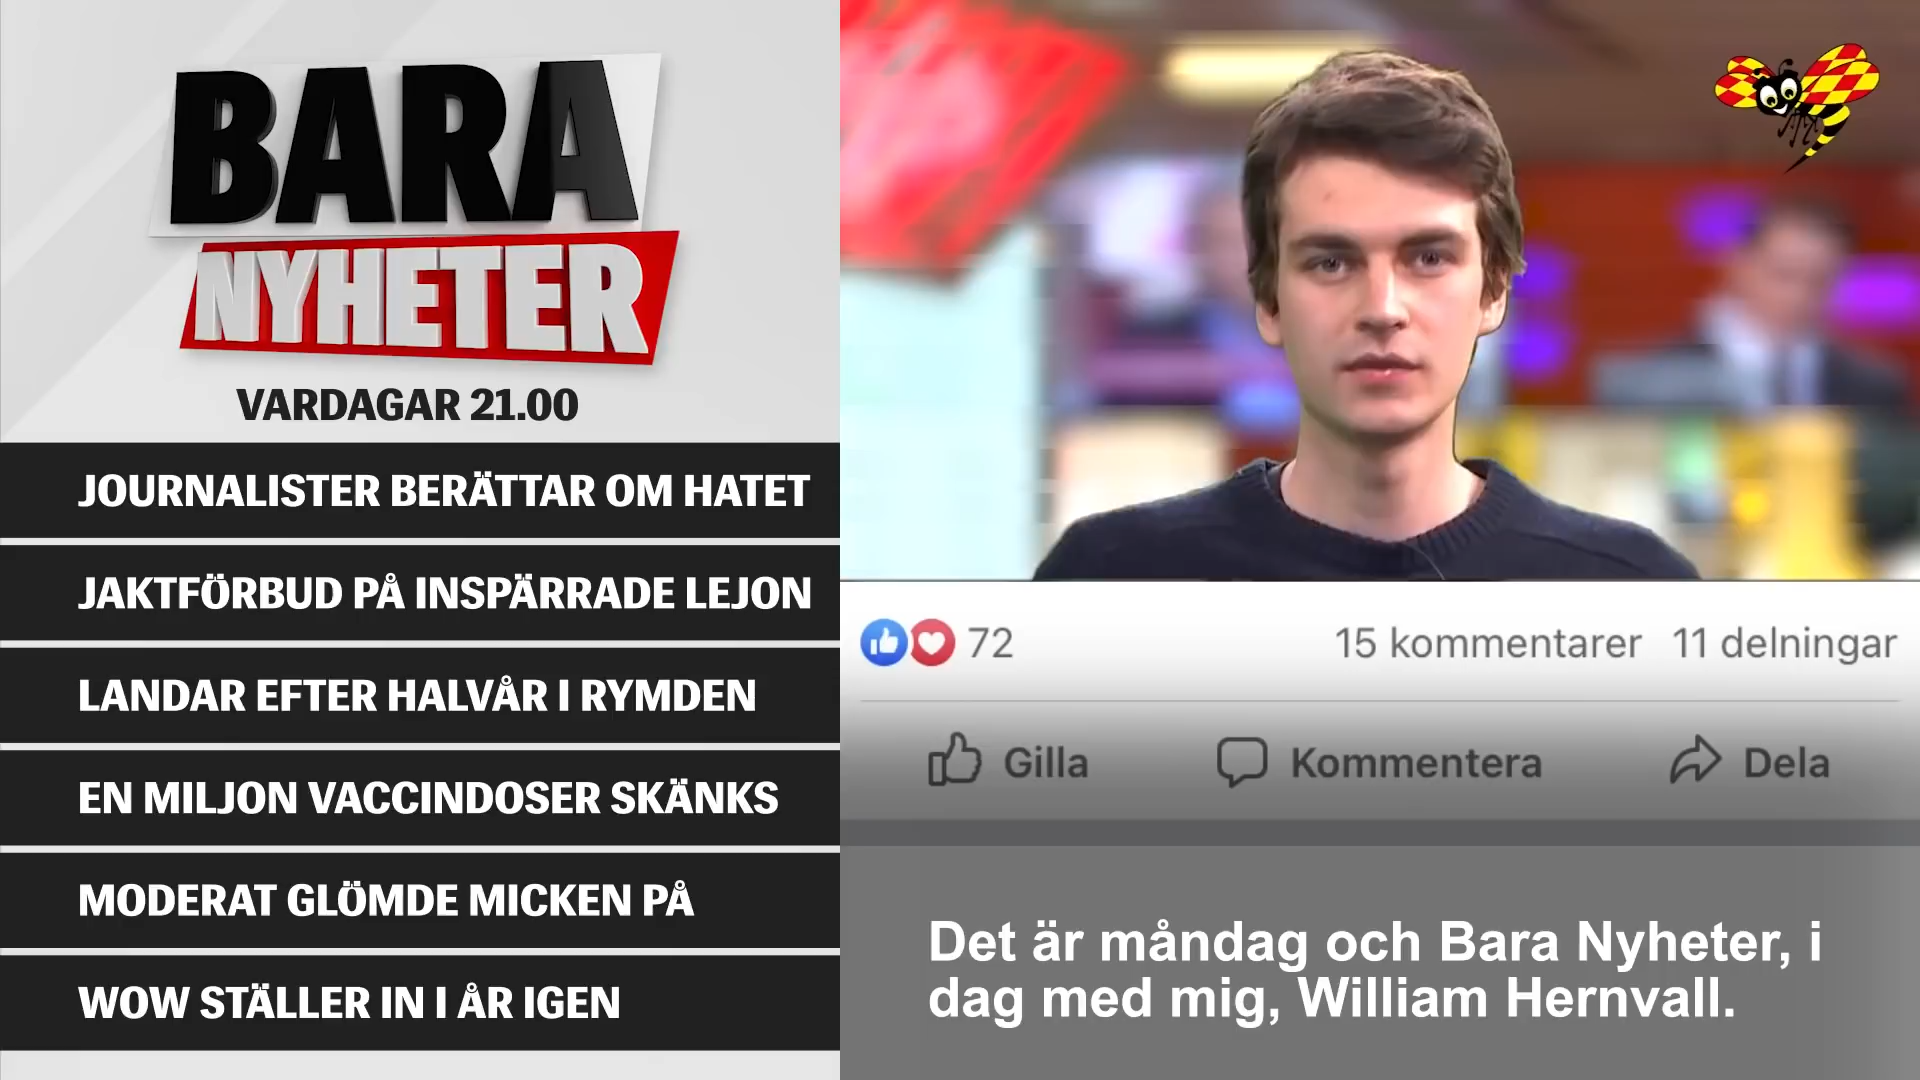 BARA
NYHETER
VARDAGAR 21.00
JOURNALISTER BERÄTTAR OM HATET
JAKTFÖRBUD PÅ INSPÄRRADE LEJON
LANDAR EFTER HALVÅR I RYMDEN
EN MILJON VACCINDOSER SKÄNKS
MODERAT GLÖMDE MICKEN PÅ
WOW STÄLLER IN I ÅR IGEN
72
15 kommentarer 11 delningar
Gilla Kommentera Dela
Det är måndag och Bara Nyheter, i
dag med mig, William Hernvall.